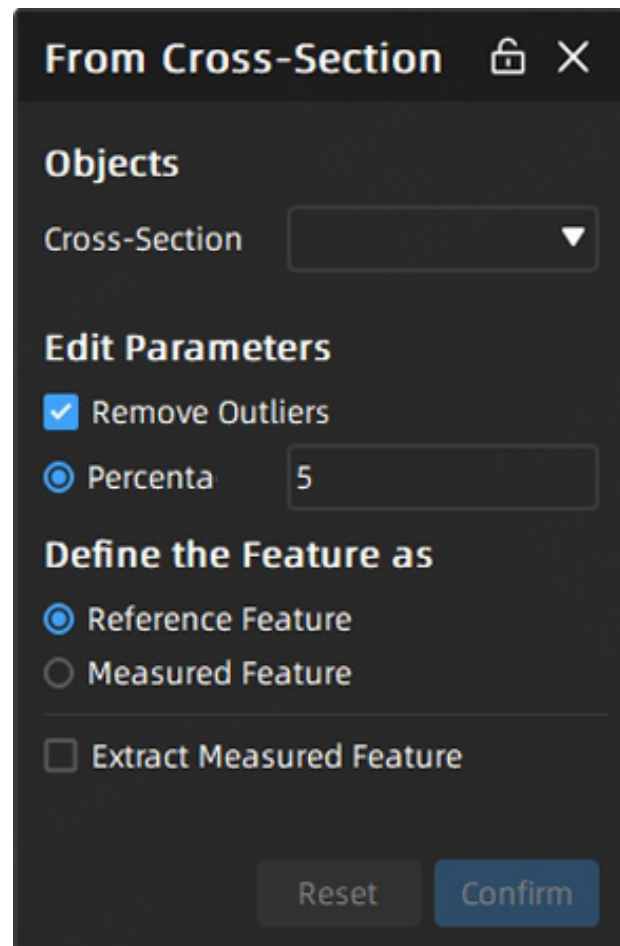 From Cross-Section
Objects
Cross-Section
Edit Parameters
Remove Outliers
Percenta 5
Define the Feature as
Reference Feature
Measured Feature
Extract Measured Feature
Reset Confirm